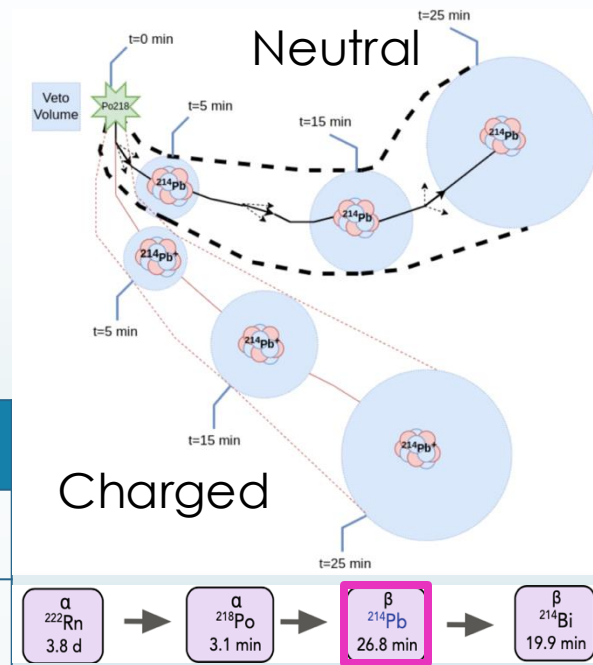 t=25 min
t=0 min
Neutral
Veto
Volume
Po218
t=5 min
t=15 min
²¹⁴Pb
²¹⁴Pb
²¹⁴Pb
²¹⁴Pb⁺
t=5 min
²¹⁴Pb⁺
t=15 min
²¹⁴Pb⁺
Charged
t=25 min
α
²²²Rn
3.8 d
α
²¹⁸Po
3.1 min
β
²¹⁴Pb
26.8 min
β
²¹⁴Bi
19.9 min